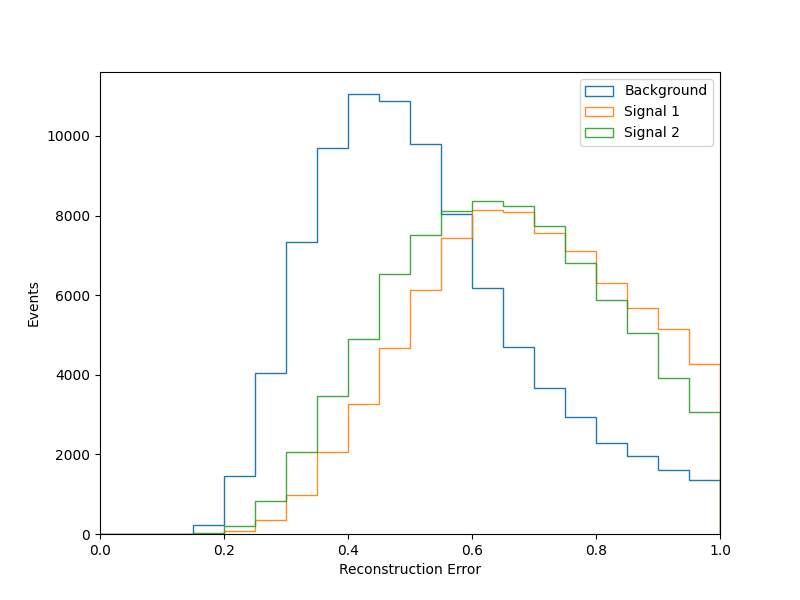 Background
Signal 1
Signal 2
10000
8000
6000
4000
2000
0
Events
0.0 0.2 0.4 0.6 0.8 1.0
Reconstruction Error